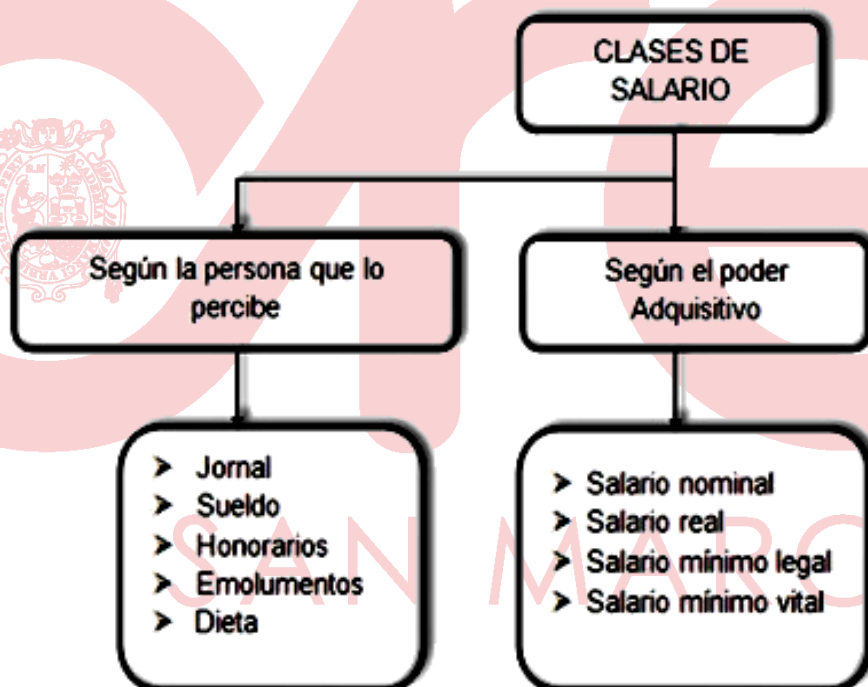 CLASES DE
SALARIO
Según la persona que lo
percibe
Según el poder
Adquisitivo
➤ Jornal
➤ Sueldo
➤ Honorarios
➤ Emolumentos
➤ Dieta
➤ Salario nominal
➤ Salario real
➤ Salario mínimo legal
➤ Salario mínimo vital
SAN MARC